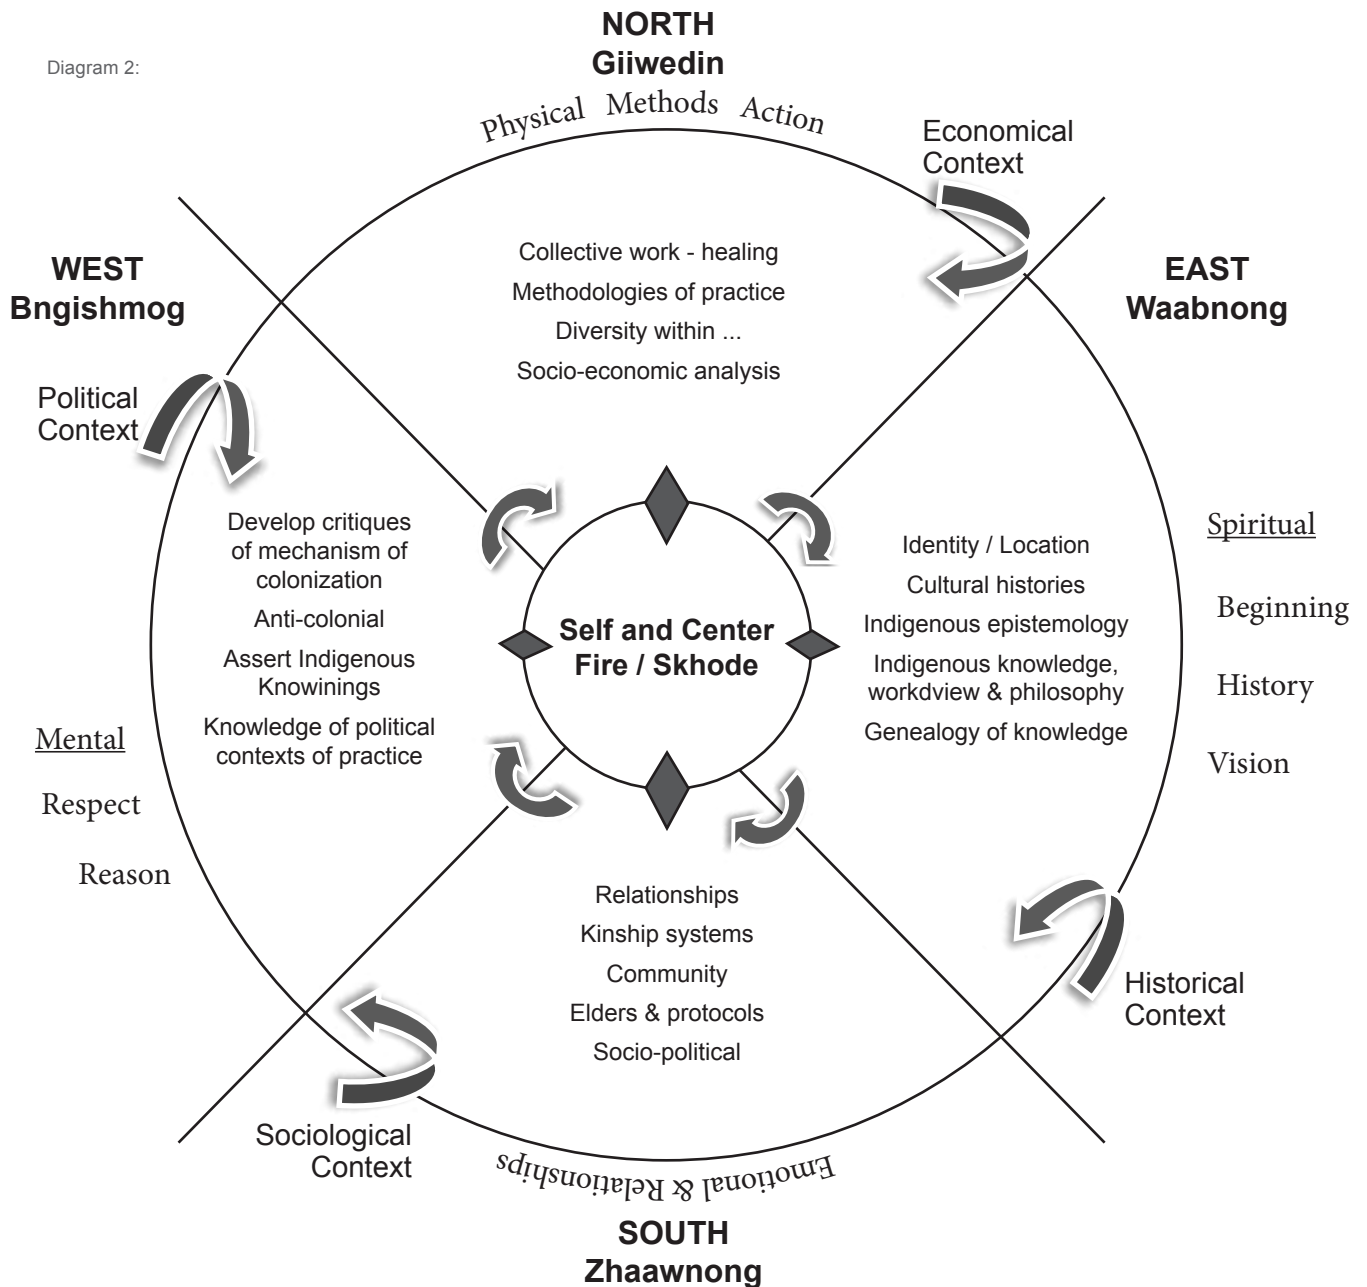 Diagram 2:
NORTH
Giiwedin
Physical Methods Action
Economical
Context
WEST
Bngishmog
EAST
Waabnong
Collective work - healing
Methodologies of practice
Diversity within ...
Socio-economic analysis
Political
Context
Develop critiques
of mechanism of
colonization
Anti-colonial
Assert Indigenous
Knowinings
Knowledge of political
contexts of practice
Self and Center
Fire / Skhode
Identity / Location
Cultural histories
Indigenous epistemology
Indigenous knowledge,
workdview & philosophy
Genealogy of knowledge
Spiritual
Beginning
History
Vision
Mental
Respect
Reason
Relationships
Kinship systems
Community
Elders & protocols
Socio-political
Historical
Context
Sociological
Context
Emotional & Relationships
SOUTH
Zhaawnong